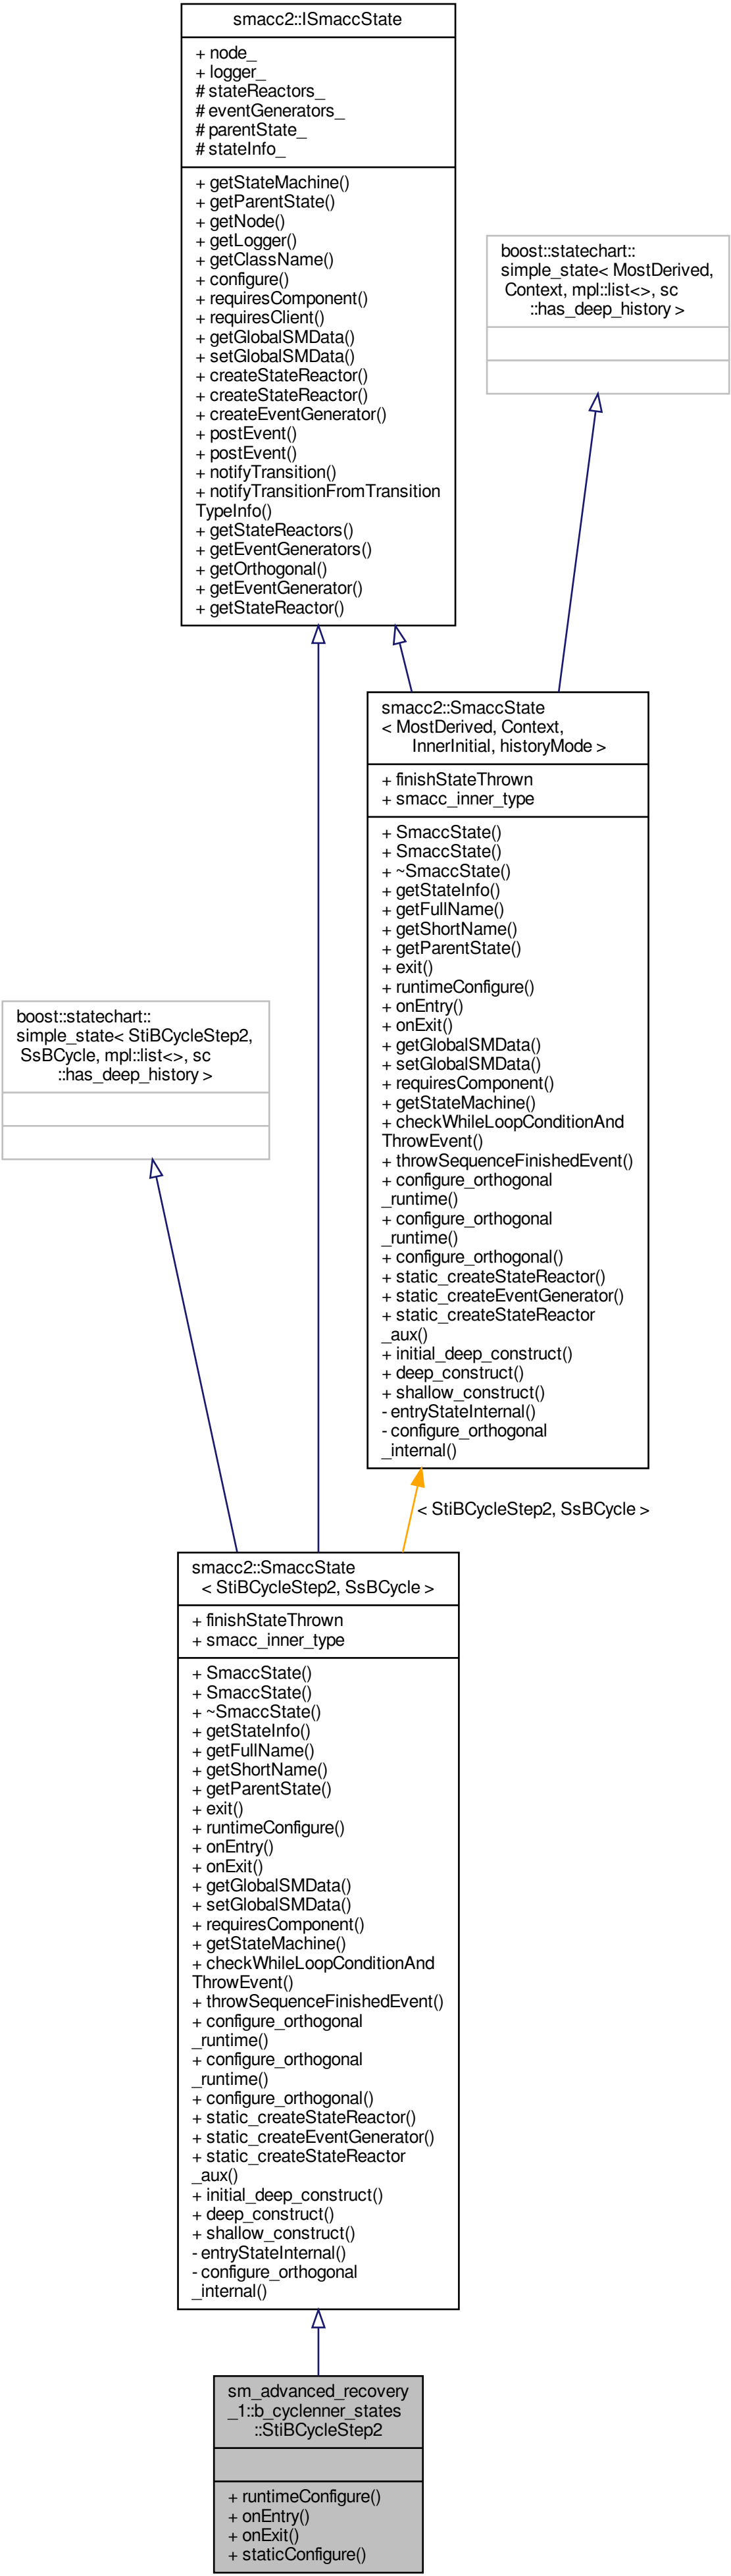 smacc2::ISmaccState
+ node_
+ logger_
# stateReactors_
# eventGenerators_
# parentState_
# stateInfo_
+ getStateMachine()
+ getParentState()
+ getNode()
+ getLogger()
+ getClassName()
+ configure()
+ requiresComponent()
+ requiresClient()
+ getGlobalSMData()
+ setGlobalSMData()
+ createStateReactor()
+ createStateReactor()
+ createEventGenerator()
+ postEvent()
+ postEvent()
+ notifyTransition()
+ notifyTransitionFromTransition
TypeInfo()
+ getStateReactors()
+ getEventGenerators()
+ getOrthogonal()
+ getEventGenerator()
+ getStateReactor()
boost::statechart::
simple_state< MostDerived,
Context, mpl::list<>, sc
::has_deep_history >
smacc2::SmaccState
< MostDerived, Context,
InnerInitial, historyMode >
+ finishStateThrown
+ smacc_inner_type
+ SmaccState()
+ SmaccState()
+ ~SmaccState()
+ getStateInfo()
+ getFullName()
+ getShortName()
+ getParentState()
+ exit()
+ runtimeConfigure()
+ onEntry()
+ onExit()
+ getGlobalSMData()
+ setGlobalSMData()
+ requiresComponent()
+ getStateMachine()
+ checkWhileLoopConditionAnd
ThrowEvent()
+ throwSequenceFinishedEvent()
+ configure_orthogonal
_runtime()
+ configure_orthogonal
_runtime()
+ configure_orthogonal()
+ static_createStateReactor()
+ static_createEventGenerator()
+ static_createStateReactor
_aux()
+ initial_deep_construct()
+ deep_construct()
+ shallow_construct()
- entryStateInternal()
- configure_orthogonal
_internal()
boost::statechart::
simple_state< StiBCycleStep2,
SsBCycle, mpl::list<>, sc
::has_deep_history >
< StiBCycleStep2, SsBCycle >
smacc2::SmaccState
< StiBCycleStep2, SsBCycle >
+ finishStateThrown
+ smacc_inner_type
+ SmaccState()
+ SmaccState()
+ ~SmaccState()
+ getStateInfo()
+ getFullName()
+ getShortName()
+ getParentState()
+ exit()
+ runtimeConfigure()
+ onEntry()
+ onExit()
+ getGlobalSMData()
+ setGlobalSMData()
+ requiresComponent()
+ getStateMachine()
+ checkWhileLoopConditionAnd
ThrowEvent()
+ throwSequenceFinishedEvent()
+ configure_orthogonal
_runtime()
+ configure_orthogonal
_runtime()
+ configure_orthogonal()
+ static_createStateReactor()
+ static_createEventGenerator()
+ static_createStateReactor
_aux()
+ initial_deep_construct()
+ deep_construct()
+ shallow_construct()
- entryStateInternal()
- configure_orthogonal
_internal()
sm_advanced_recovery
_1::b_cyclenner_states
::StiBCycleStep2
+ runtimeConfigure()
+ onEntry()
+ onExit()
+ staticConfigure()